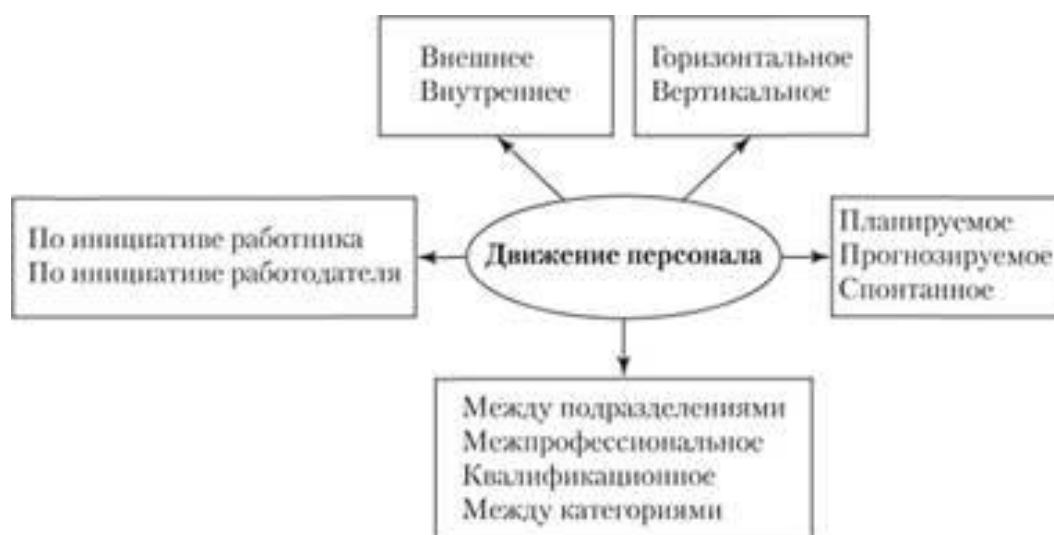 Внешнее
Внутреннее
Горизонтальное
Вертикальное
По инициативе работника
По инициативе работодателя
Движение персонала
Планируемое
Прогнозируемое
Спонтанное
Между подразделениями
Межпрофессиональное
Квалификационное
Между категориями